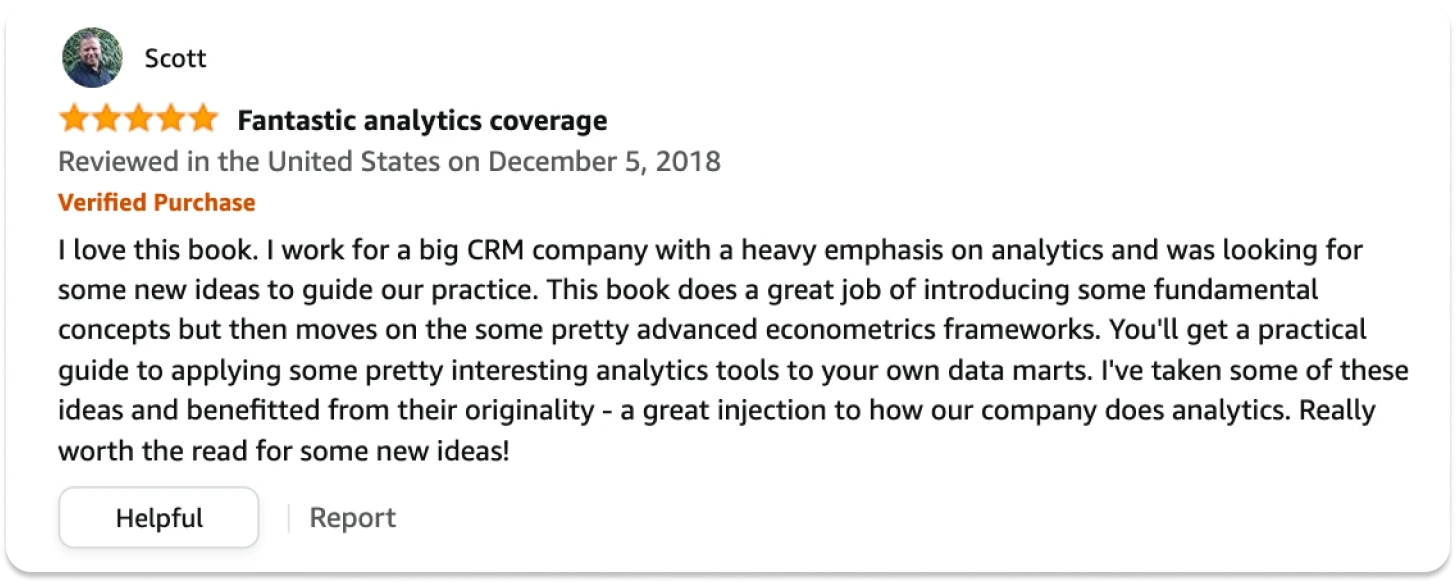 Scott
Fantastic analytics coverage
Reviewed in the United States on December 5, 2018
Verified Purchase
I love this book. I work for a big CRM company with a heavy emphasis on analytics and was looking for
some new ideas to guide our practice. This book does a great job of introducing some fundamental
concepts but then moves on the some pretty advanced econometrics frameworks. You'll get a practical
guide to applying some pretty interesting analytics tools to your own data marts. I've taken some of these
ideas and benefitted from their originality - a great injection to how our company does analytics. Really
worth the read for some new ideas!
Helpful | Report